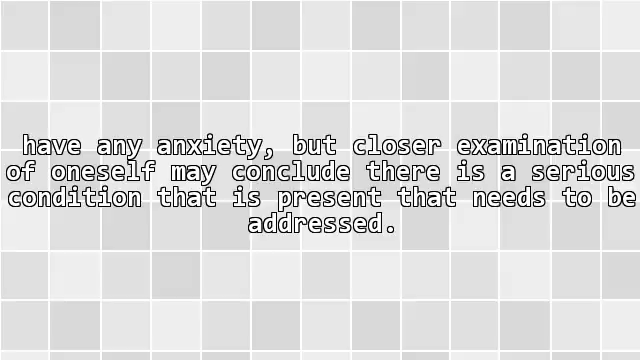 have any anxiety, but closer examination
of oneself may conclude there is a serious
condition that is present that needs to be
addressed.